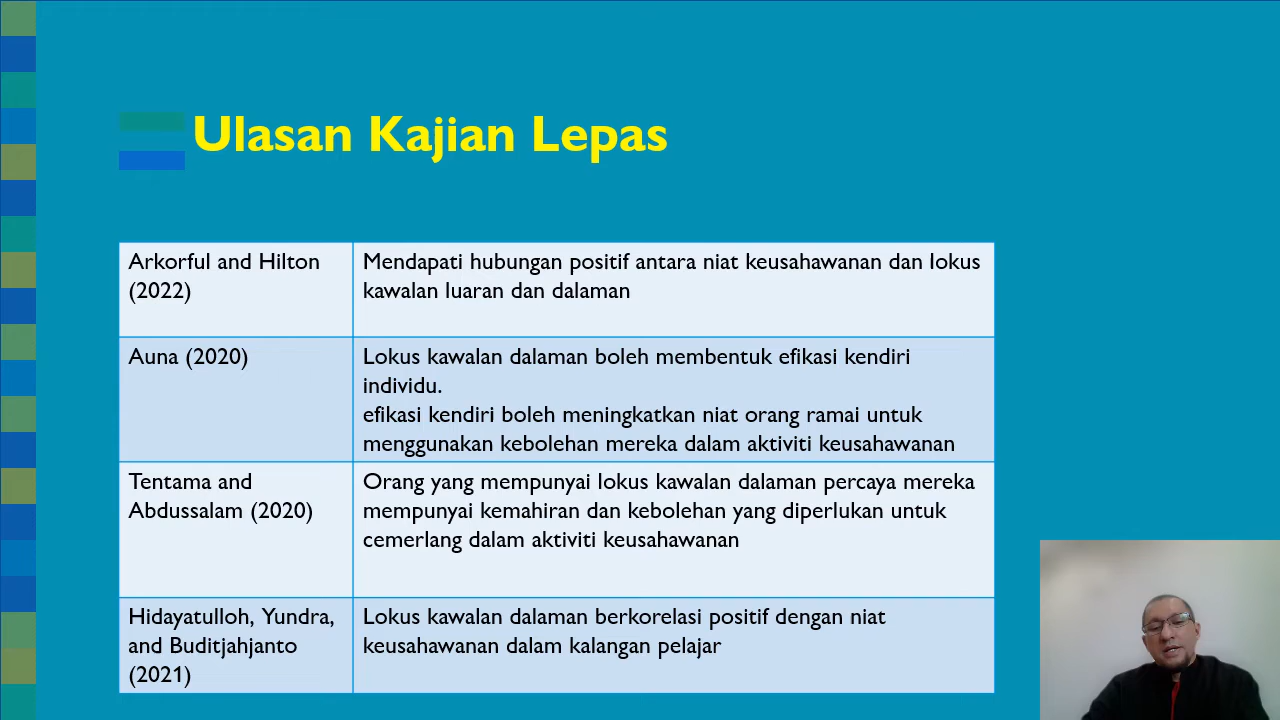 Ulasan Kajian Lepas
Arkorful and Hilton
(2022)
Mendapati hubungan positif antara niat keusahawanan dan lokus
kawalan luaran dan dalaman
Auna (2020)
Lokus kawalan dalaman boleh membentuk efikasi kendiri
individu.
efikasi kendiri boleh meningkatkan niat orang ramai untuk
menggunakan kebolehan mereka dalam aktiviti keusahawanan
Tentama and
Abdussalam (2020)
Orang yang mempunyai lokus kawalan dalaman percaya mereka
mempunyai kemahiran dan kebolehan yang diperlukan untuk
cemerlang dalam aktiviti keusahawanan
Hidayatulloh, Yundra,
and Buditjahjanto
(2021)
Lokus kawalan dalaman berkorelasi positif dengan niat
keusahawanan dalam kalangan pelajar